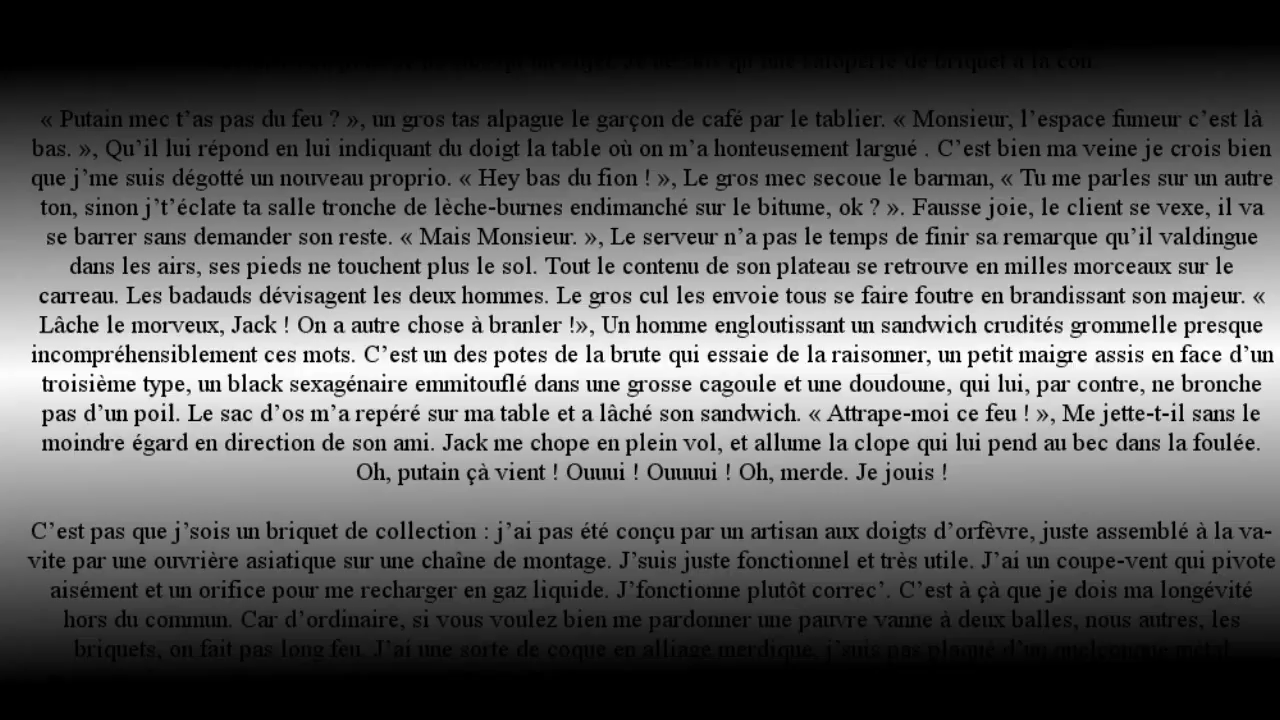 qu'une saloperie de briquet à la con.
« Putain mec t’as pas du feu ? », un gros tas alpague le garçon de café par le tablier. « Monsieur, l’espace fumeur c’est là
bas. », Qu’il lui répond en lui indiquant du doigt la table où on m’a honteusement largué . C’est bien ma veine je crois bien
que j’me suis dégotté un nouveau proprio. « Hey bas du fion ! », Le gros mec secoue le barman, « Tu me parles sur un autre
ton, sinon j’t’éclate ta salle tronche de lèche-burnes endimanché sur le bitume, ok ? ». Fausse joie, le client se vexe, il va
se barrer sans demander son reste. « Mais Monsieur. », Le serveur n’a pas le temps de finir sa remarque qu’il valdingue
dans les airs, ses pieds ne touchent plus le sol. Tout le contenu de son plateau se retrouve en milles morceaux sur le
carreau. Les badauds dévisagent les deux hommes. Le gros cul les envoie tous se faire foutre en brandissant son majeur. «
Lâche le morveux, Jack ! On a autre chose à branler !», Un homme engloutissant un sandwich crudités grommelle presque
incompréhensiblement ces mots. C’est un des potes de la brute qui essaie de la raisonner, un petit maigre assis en face d’un
troisième type, un black sexagénaire emmitouflé dans une grosse cagoule et une doudoune, qui lui, par contre, ne bronche
pas d’un poil. Le sac d’os m’a repéré sur ma table et a lâché son sandwich. « Attrape-moi ce feu ! », Me jette-t-il sans le
moindre égard en direction de son ami. Jack me chope en plein vol, et allume la clope qui lui pend au bec dans la foulée.
Oh, putain çà vient ! Ouuui ! Ouuuui ! Oh, merde. Je jouis !
C’est pas que j’sois un briquet de collection : j’ai pas été conçu par un artisan aux doigts d’orfèvre, juste assemblé à la va-
vite par une ouvrière asiatique sur une chaîne de montage. J’suis juste fonctionnel et très utile. J’ai un coupe-vent qui pivote
aisément et un orifice pour me recharger en gaz liquide. J’fonctionne plutôt correc’. C’est à çà que je dois ma longévité
hors du commun. Car d’ordinaire, si vous voulez bien me pardonner une pauvre vanne à deux balles, nous autres, les
briquets, on fait pas long feu. J’ai une sorte de coque en alliage merdique, j’suis pas plaqué d’un quelconque métal